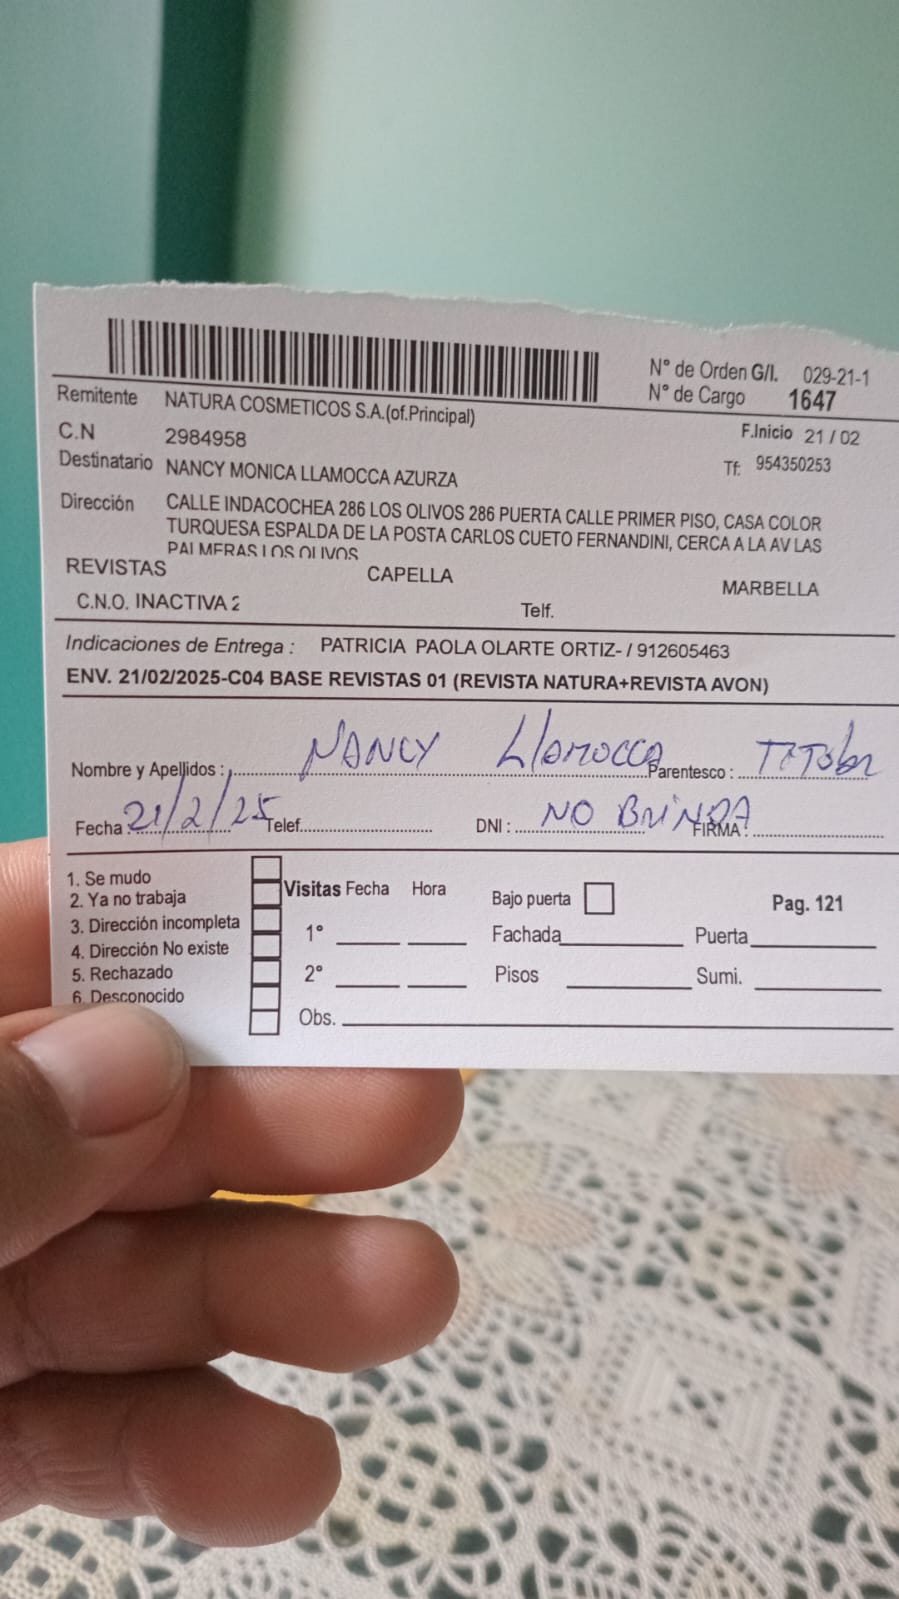 N° de Orden G/I. 029-21-1
N° de Cargo 1647
Remitente NATURA COSMETICOS S.A.(of.Principal)
F.Inicio 21 / 02
C.N 2984958
Destinatario NANCY MONICA LLAMOCCA AZURZA
Tf: 954350253
Dirección CALLE INDACOCHEA 286 LOS OLIVOS 286 PUERTA CALLE PRIMER PISO, CASA COLOR
TURQUESA ESPALDA DE LA POSTA CARLOS CUETO FERNANDINI, CERCA A LA AV LAS
PALMERAS LOS OLIVOS
REVISTAS CAPELLA MARBELLA
C.N.O. INACTIVA 2 Telf.
Indicaciones de Entrega : PATRICIA PAOLA OLARTE ORTIZ- / 912605463
ENV. 21/02/2025-C04 BASE REVISTAS 01 (REVISTA NATURA+REVISTA AVON)
Nombre y Apellidos : NANCY Llamocca Parentesco : TITular
Fecha 21/2/25 Telef. DNI : NO BRINDA FIRMA :
1. Se mudo
2. Ya no trabaja
3. Dirección incompleta
4. Dirección No existe
5. Rechazado
6. Desconocido
Visitas Fecha Hora Bajo puerta Pag. 121
1° Fachada Puerta
2° Pisos Sumi.
Obs.